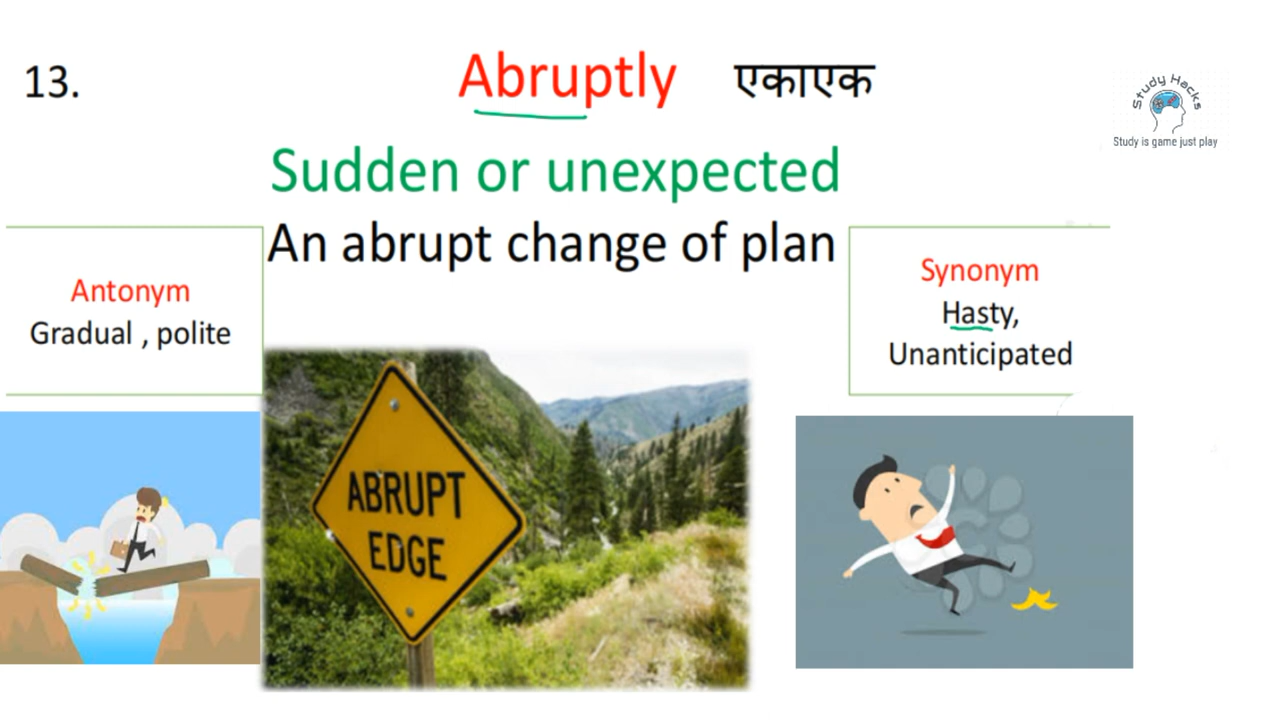 13.
Abruptly एकाएक
Study Hacks
Study is game just play
Sudden or unexpected
An abrupt change of plan
Antonym
Gradual , polite
Synonym
Hasty,
Unanticipated
ABRUPT
EDGE